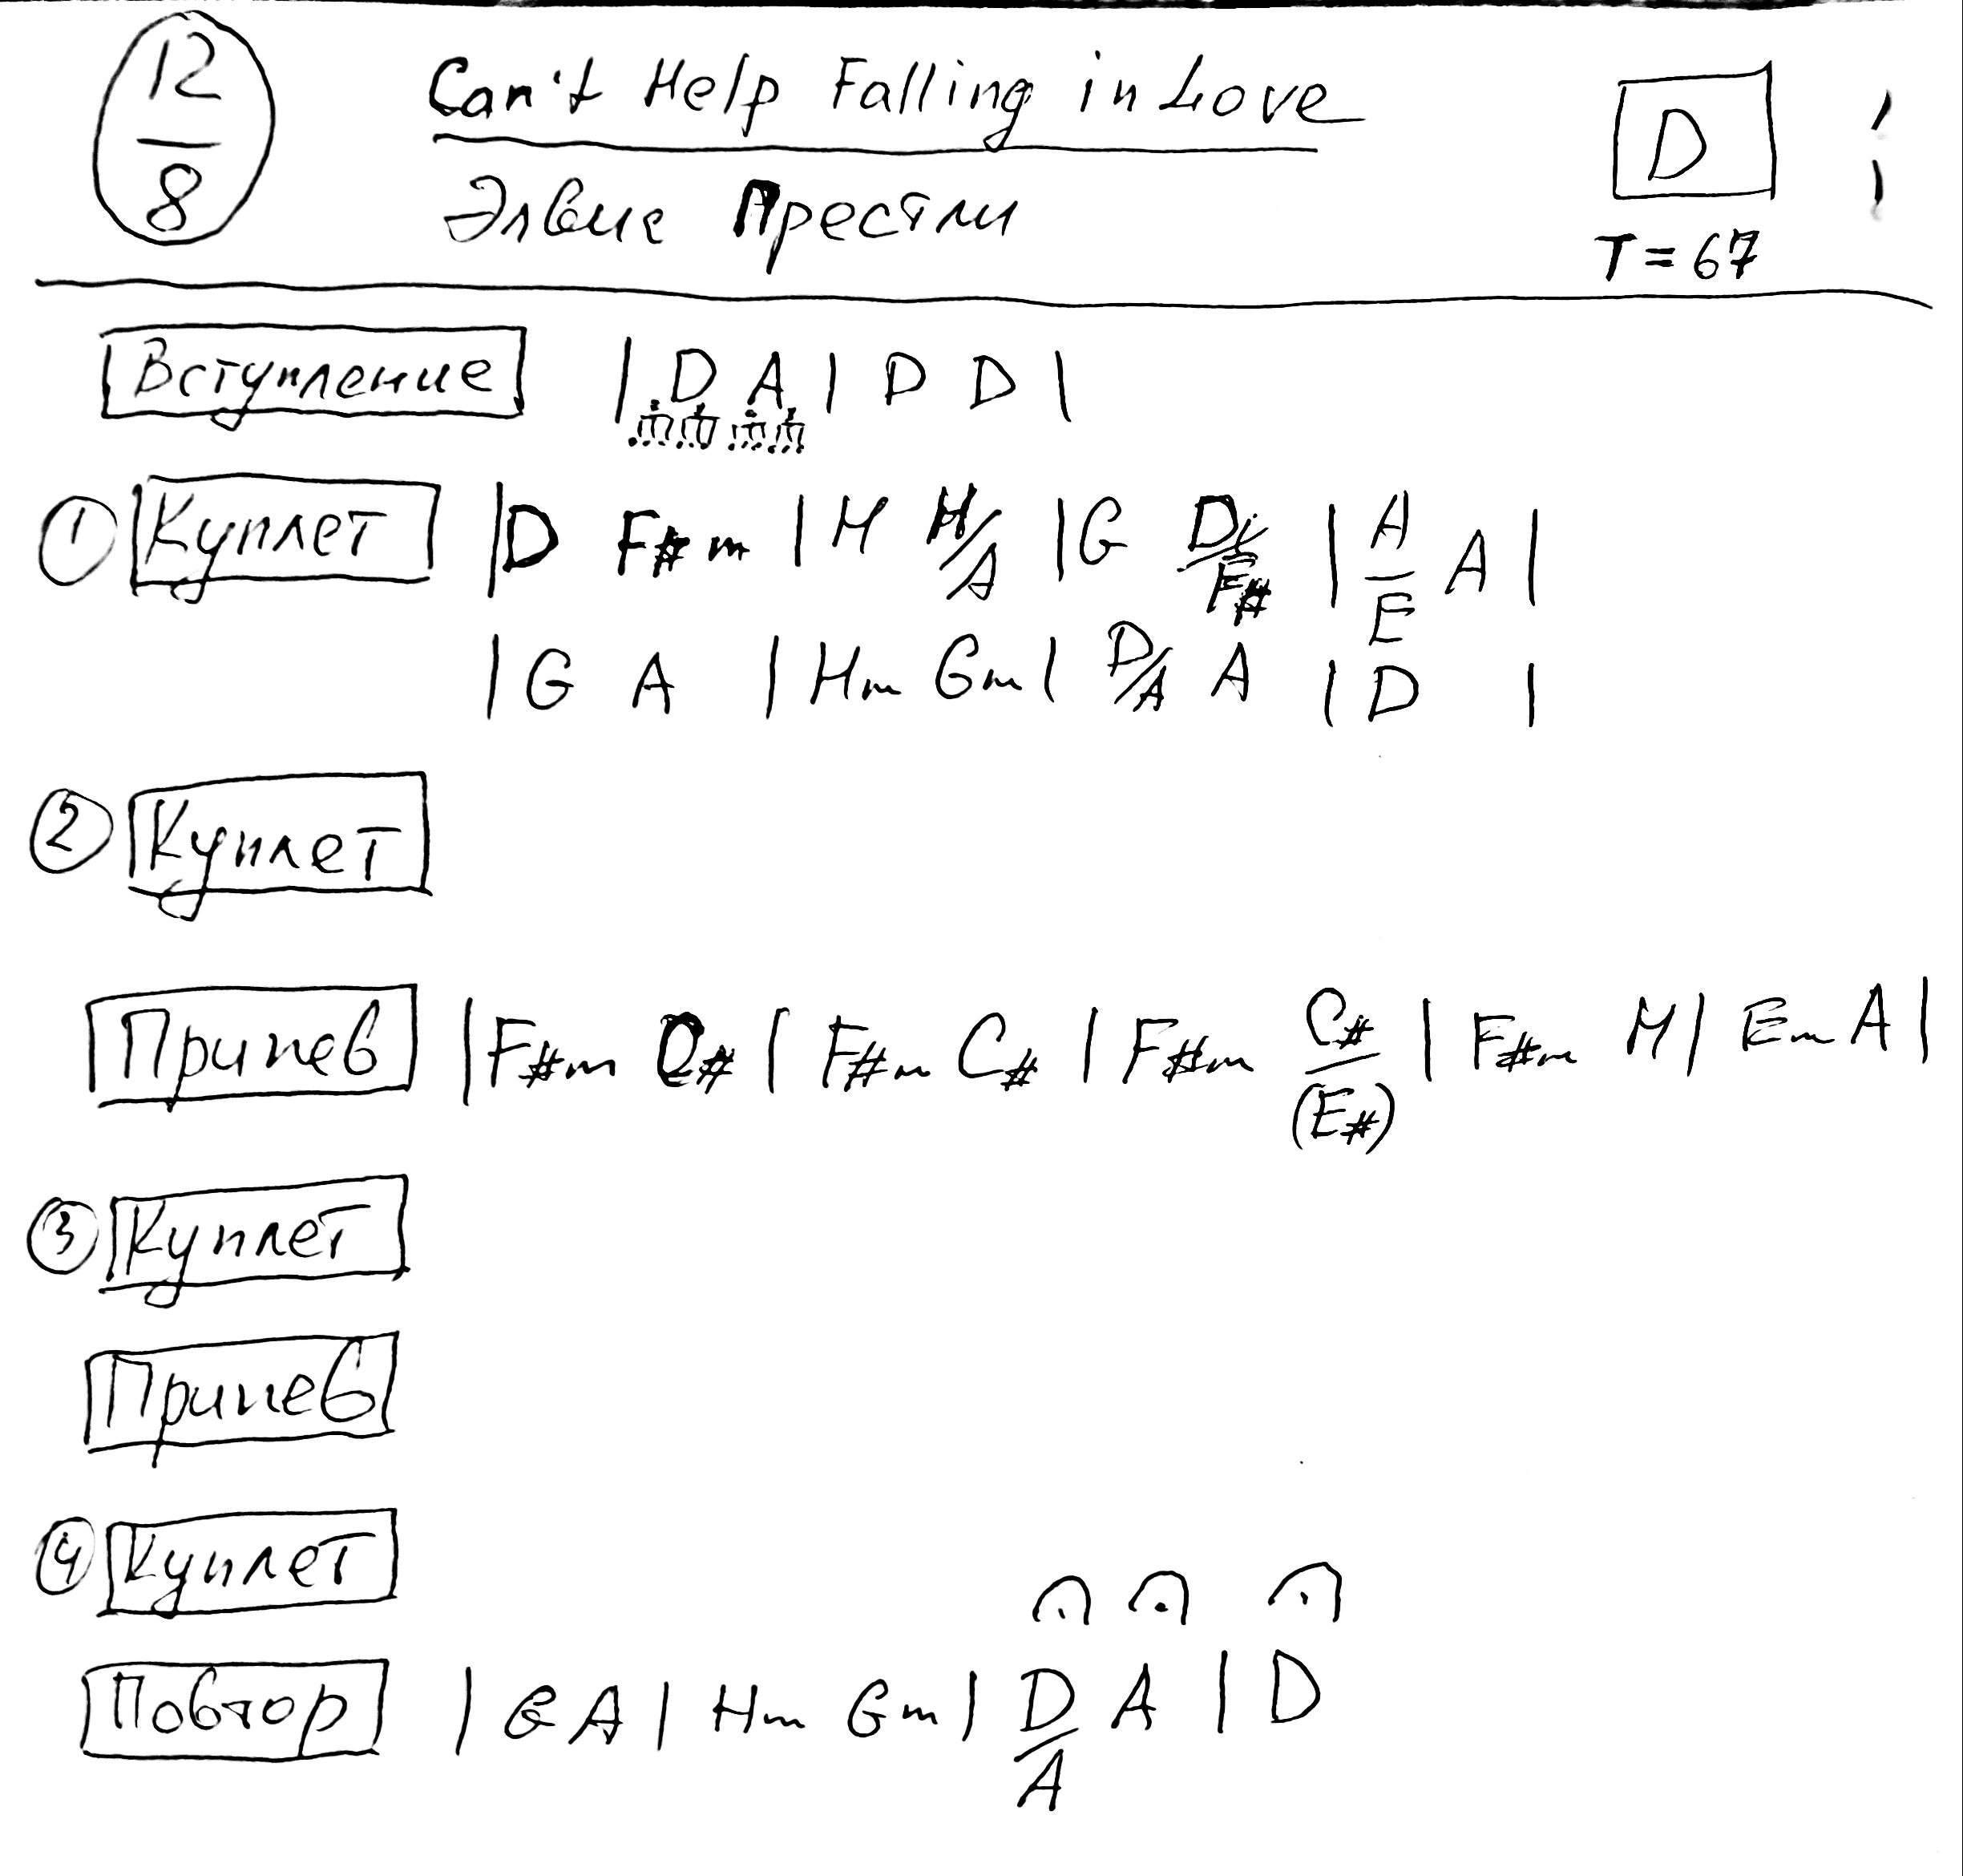 12/8 Can't Help Falling in Love D
Элвис Пресли T = 67
Вступление | D A | D D |
① Куплет | D F#m | H H/A | G D/F# | A/E A |
| G A | Hm Gm | D/A A | D |
② Куплет
Припев | F#m C# | F#m C# | F#m C#/(E#) | F#m H | Em A |
③ Куплет
Припев
④ Куплет
Повтор | G A | Hm Gm | D/A A | D